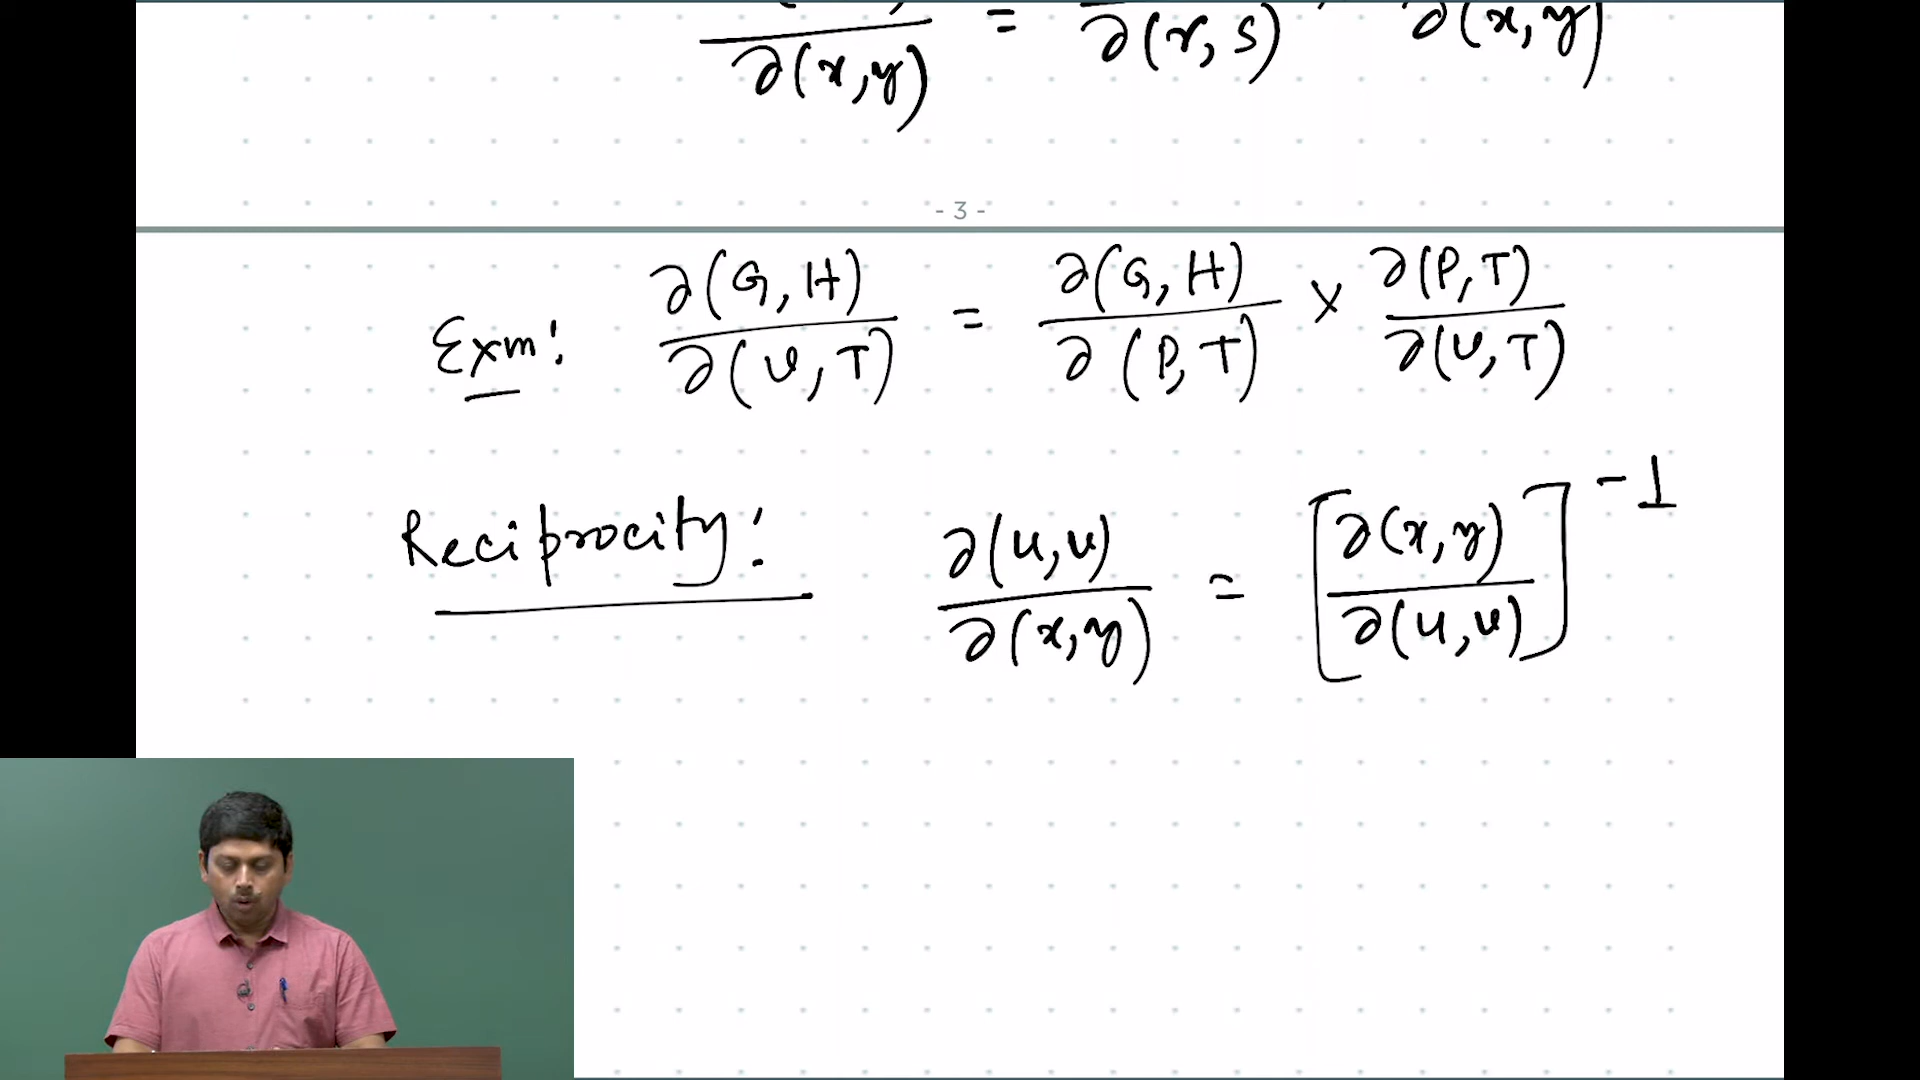 ∂(x,y) = ∂(r,s) ∂(x,y)
- 3 -
Exm: ∂(G,H)/∂(v,T) = ∂(G,H)/∂(P,T) × ∂(P,T)/∂(v,T)
Reciprocity: ∂(u,v)/∂(x,y) = [∂(x,y)/∂(u,v)]⁻¹